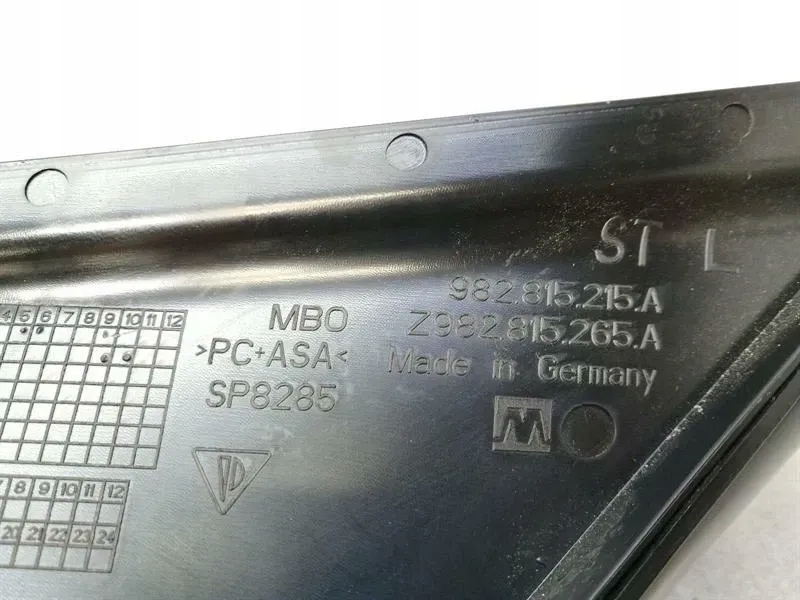 ST L
982.815.215.A
Z982.815.265.A
Made in Germany
MBO
>PC+ASA<
SP8285
4 5 6 7 8 9 10 11 12
7 8 9 10 11 12
20 21 22 23 24